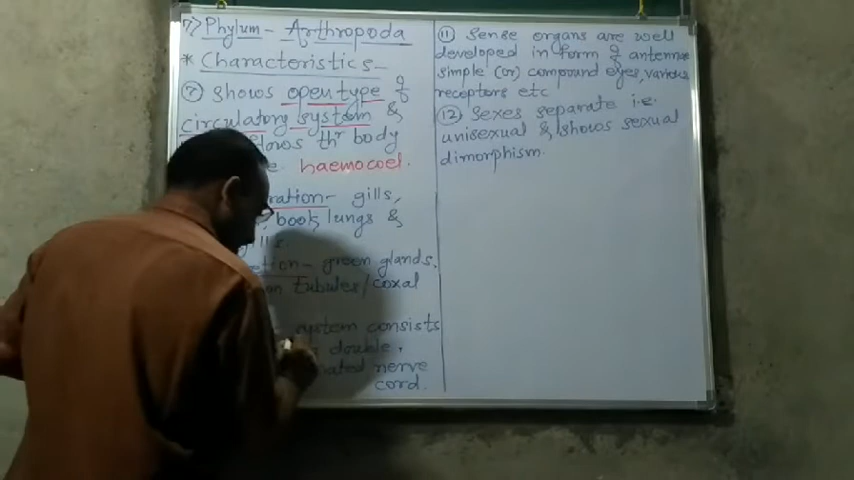 7> Phylum- Arthropoda
* Characteristics-
⑦ shows open type of
circulatory system &
thr body
haemocoel.
gills,
book lungs &
green glands,
tubules/coxal
system consists
double,
nerve
cord.
⑪ Sense organs are well
developed in form of antennae
simple (or) compound eyes, various
receptors etc
⑫ Sexes separate i.e.
unisexual & shows sexual
dimorphism.